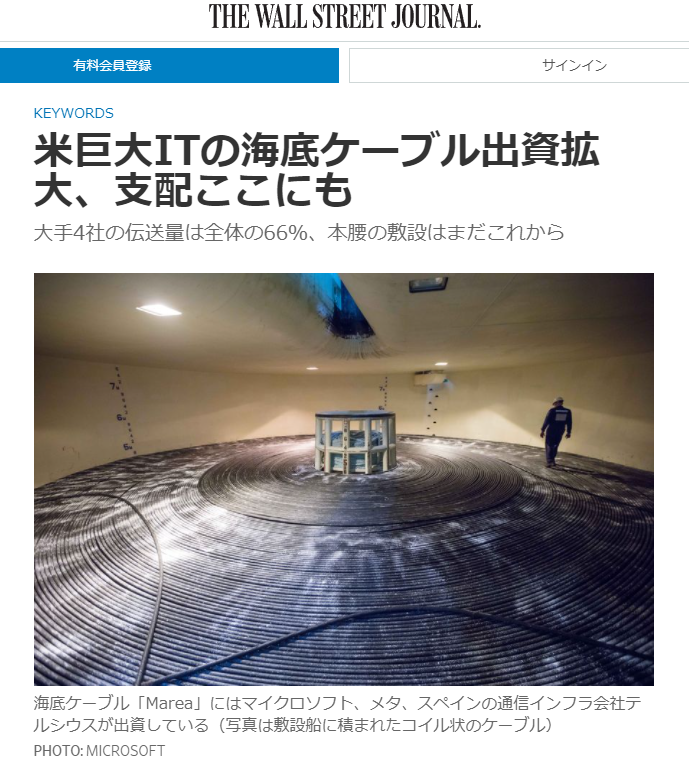 THE WALL STREET JOURNAL.
有料会員登録
サインイン
KEYWORDS
米巨大ITの海底ケーブル出資拡
大、支配ここにも
大手4社の伝送量は全体の66%、本腰の敷設はまだこれから
海底ケーブル「Marea」にはマイクロソフト、メタ、スペインの通信インフラ会社テ
ルシウスが出資している（写真は敷設船に積まれたコイル状のケーブル）
PHOTO: MICROSOFT